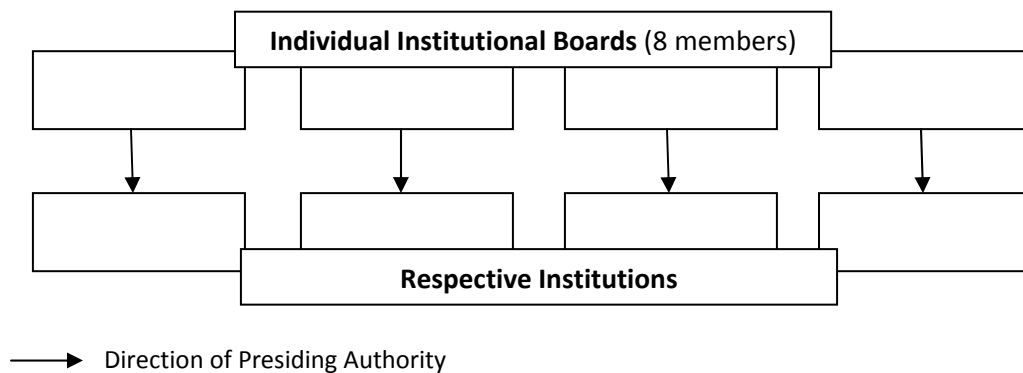 Individual Institutional Boards (8 members)
Respective Institutions
Direction of Presiding Authority